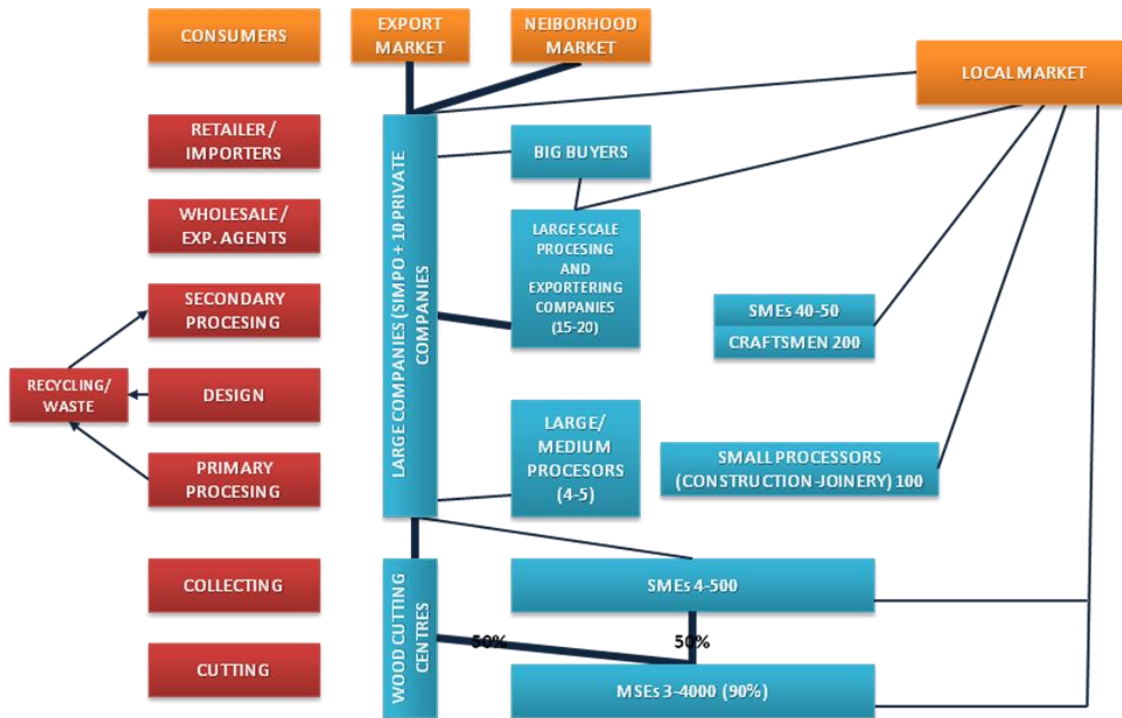 CONSUMERS
EXPORT
MARKET
NEIBORHOOD
MARKET
LOCAL MARKET
RETAILER /
IMPORTERS
WHOLESALE /
EXP. AGENTS
SECONDARY
PROCESING
RECYCLING/
WASTE
DESIGN
PRIMARY
PROCESING
COLLECTING
CUTTING
LARGE COMPANIES (SIMPO + 10 PRIVATE
COMPANIES
WOOD CUTTING
CENTRES
BIG BUYERS
LARGE SCALE
PROCESING
AND
EXPORTERING
COMPANIES
(15-20)
SMEs 40-50
CRAFTSMEN 200
LARGE/
MEDIUM
PROCESORS
(4-5)
SMALL PROCESSORS
(CONSTRUCTION-JOINERY) 100
SMEs 4-500
50%
50%
MSEs 3-4000 (90%)